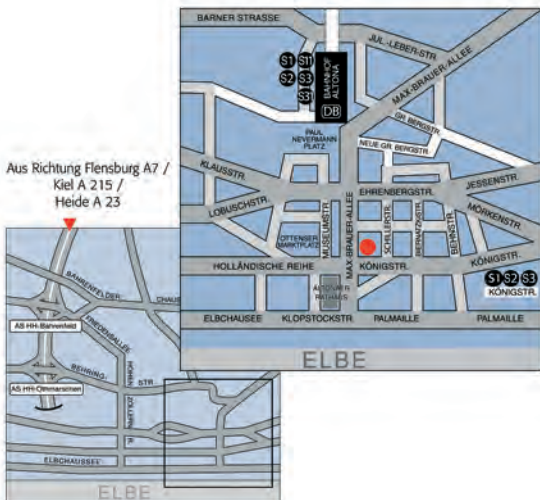 BARNER STRASSE
JUL.-LEBER-STR.
MAX-BRAUER-ALLEE
S1 S11
S2 S3
S31
BAHNHOF
ALTONA
DB
GR. BERGSTR.
PAUL
NEVERMANN
PLATZ
NEUE GR. BERGSTR.
KLAUSSTR.
EHRENBERGSTR.
JESSENSTR.
LOBUSCHSTR.
MÖRKENSTR.
OTTENSER
MARKTPLATZ
MUSEUMSTR.
MAX-BRAUER-ALLEE
SCHILLERSTR.
BEHNSTR.
HOLLÄNDISCHE REIHE
KÖNIGSTR.
KÖNIGSTR.
S1 S2 S3
KÖNIGSTR.
ALTONAER
RATHAUS
ELBCHAUSEE
KLOPSTOCKSTR.
PALMAILLE
PALMAILLE
ELBE
Aus Richtung Flensburg A7 /
Kiel A 215 /
Heide A 23
BAHRENFELDER
CHAUS
AS HH-Bahrenfeld
FRIEDENSALLEE
BEHRING-
STR.
AS HH-Othmarschen
ELBCHAUSSEE
ELBE